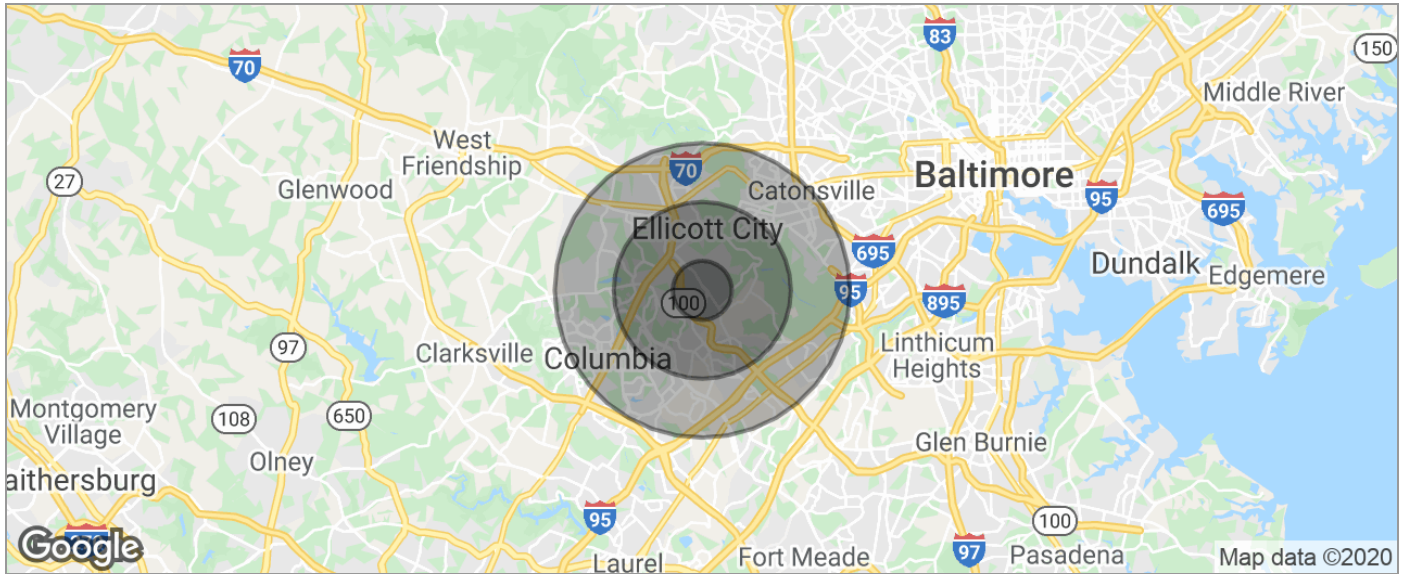 83
150
70
Middle River
West
Friendship
70
Baltimore
27
Glenwood
Catonsville
95
695
Ellicott City
695
Dundalk
Edgemere
95
895
100
97
Clarksville
Columbia
Linthicum
Heights
Montgomery
Village
108
650
Glen Burnie
Olney
aithersburg
95
100
Google
Laurel
Fort Meade
97
Pasadena
Map data ©2020